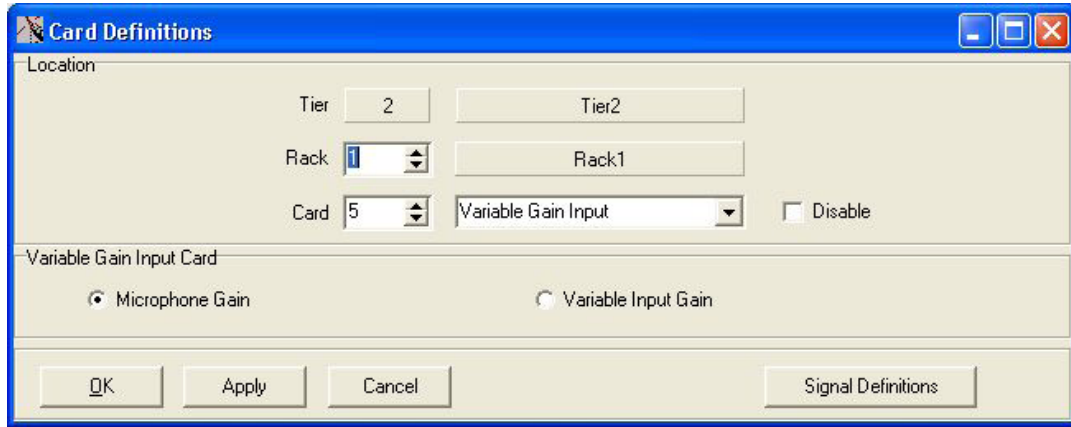 Card Definitions
Location
Tier 2 Tier2
Rack 1 Rack1
Card 5 Variable Gain Input Disable
Variable Gain Input Card
Microphone Gain Variable Input Gain
OK Apply Cancel Signal Definitions